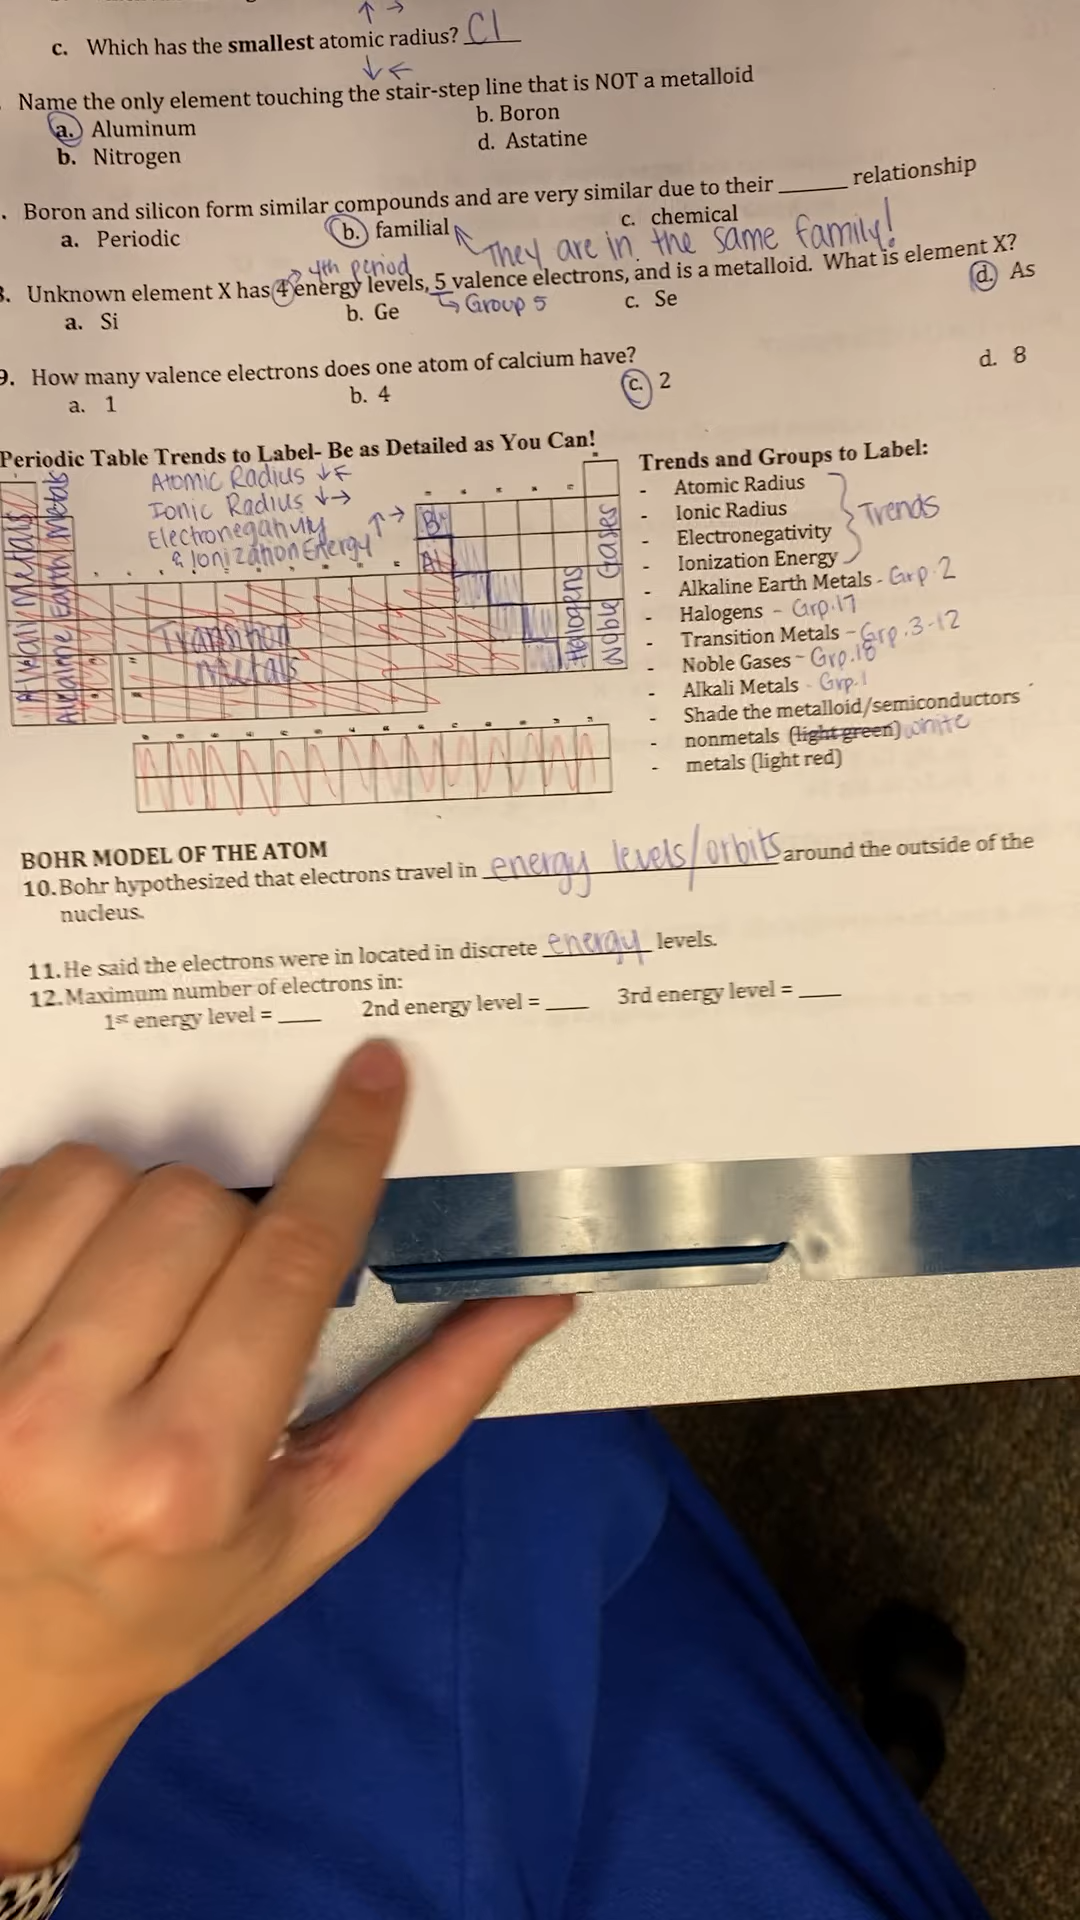 ↑ →
c. Which has the smallest atomic radius? Cl
↓ ←
Name the only element touching the stair-step line that is NOT a metalloid
a. Aluminum b. Boron
b. Nitrogen d. Astatine
. Boron and silicon form similar compounds and are very similar due to their ______ relationship
a. Periodic b. familial c. chemical
They are in the same family!
4th period
. Unknown element X has 4 energy levels, 5 valence electrons, and is a metalloid. What is element X?
a. Si b. Ge c. Se d. As
↳ Group 5
9. How many valence electrons does one atom of calcium have?
a. 1 b. 4 c. 2 d. 8
Periodic Table Trends to Label- Be as Detailed as You Can!
Alkali Metals
Alkaline Earth Metals
Atomic Radius ↓←
Ionic Radius ↓→
Electronegativity
& Ionization Energy ↑→
B
Al
Transition
metals
Halogens
Noble Gases
Trends and Groups to Label:
- Atomic Radius
- Ionic Radius
- Electronegativity
- Ionization Energy
Trends
- Alkaline Earth Metals - Grp. 2
- Halogens - Grp. 17
- Transition Metals - Grp. 3-12
- Noble Gases - Grp. 18
- Alkali Metals - Grp. 1
- Shade the metalloid/semiconductors
- nonmetals (light green) white
- metals (light red)
BOHR MODEL OF THE ATOM
10. Bohr hypothesized that electrons travel in energy levels/orbits around the outside of the
nucleus.
11. He said the electrons were in located in discrete energy levels.
12. Maximum number of electrons in:
1st energy level = ____ 2nd energy level = ____ 3rd energy level = ____